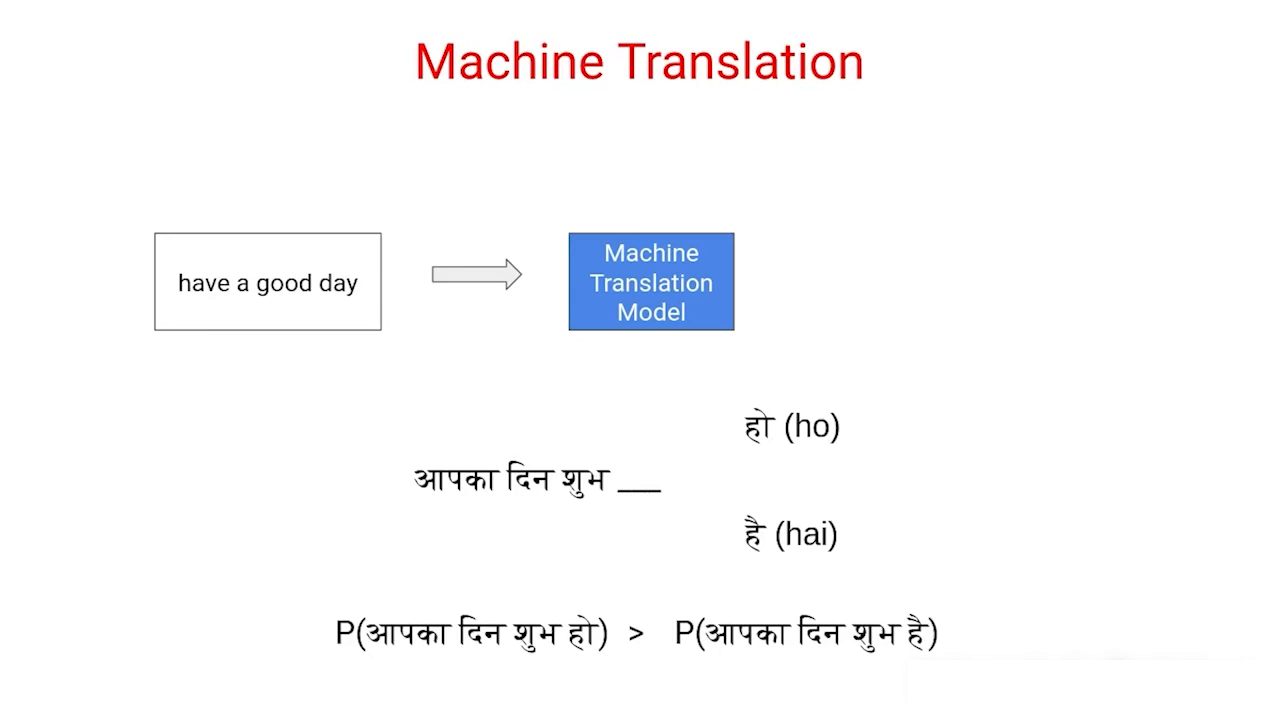 Machine Translation
have a good day
Machine
Translation
Model
हो (ho)
आपका दिन शुभ ___
है (hai)
P(आपका दिन शुभ हो) > P(आपका दिन शुभ है)